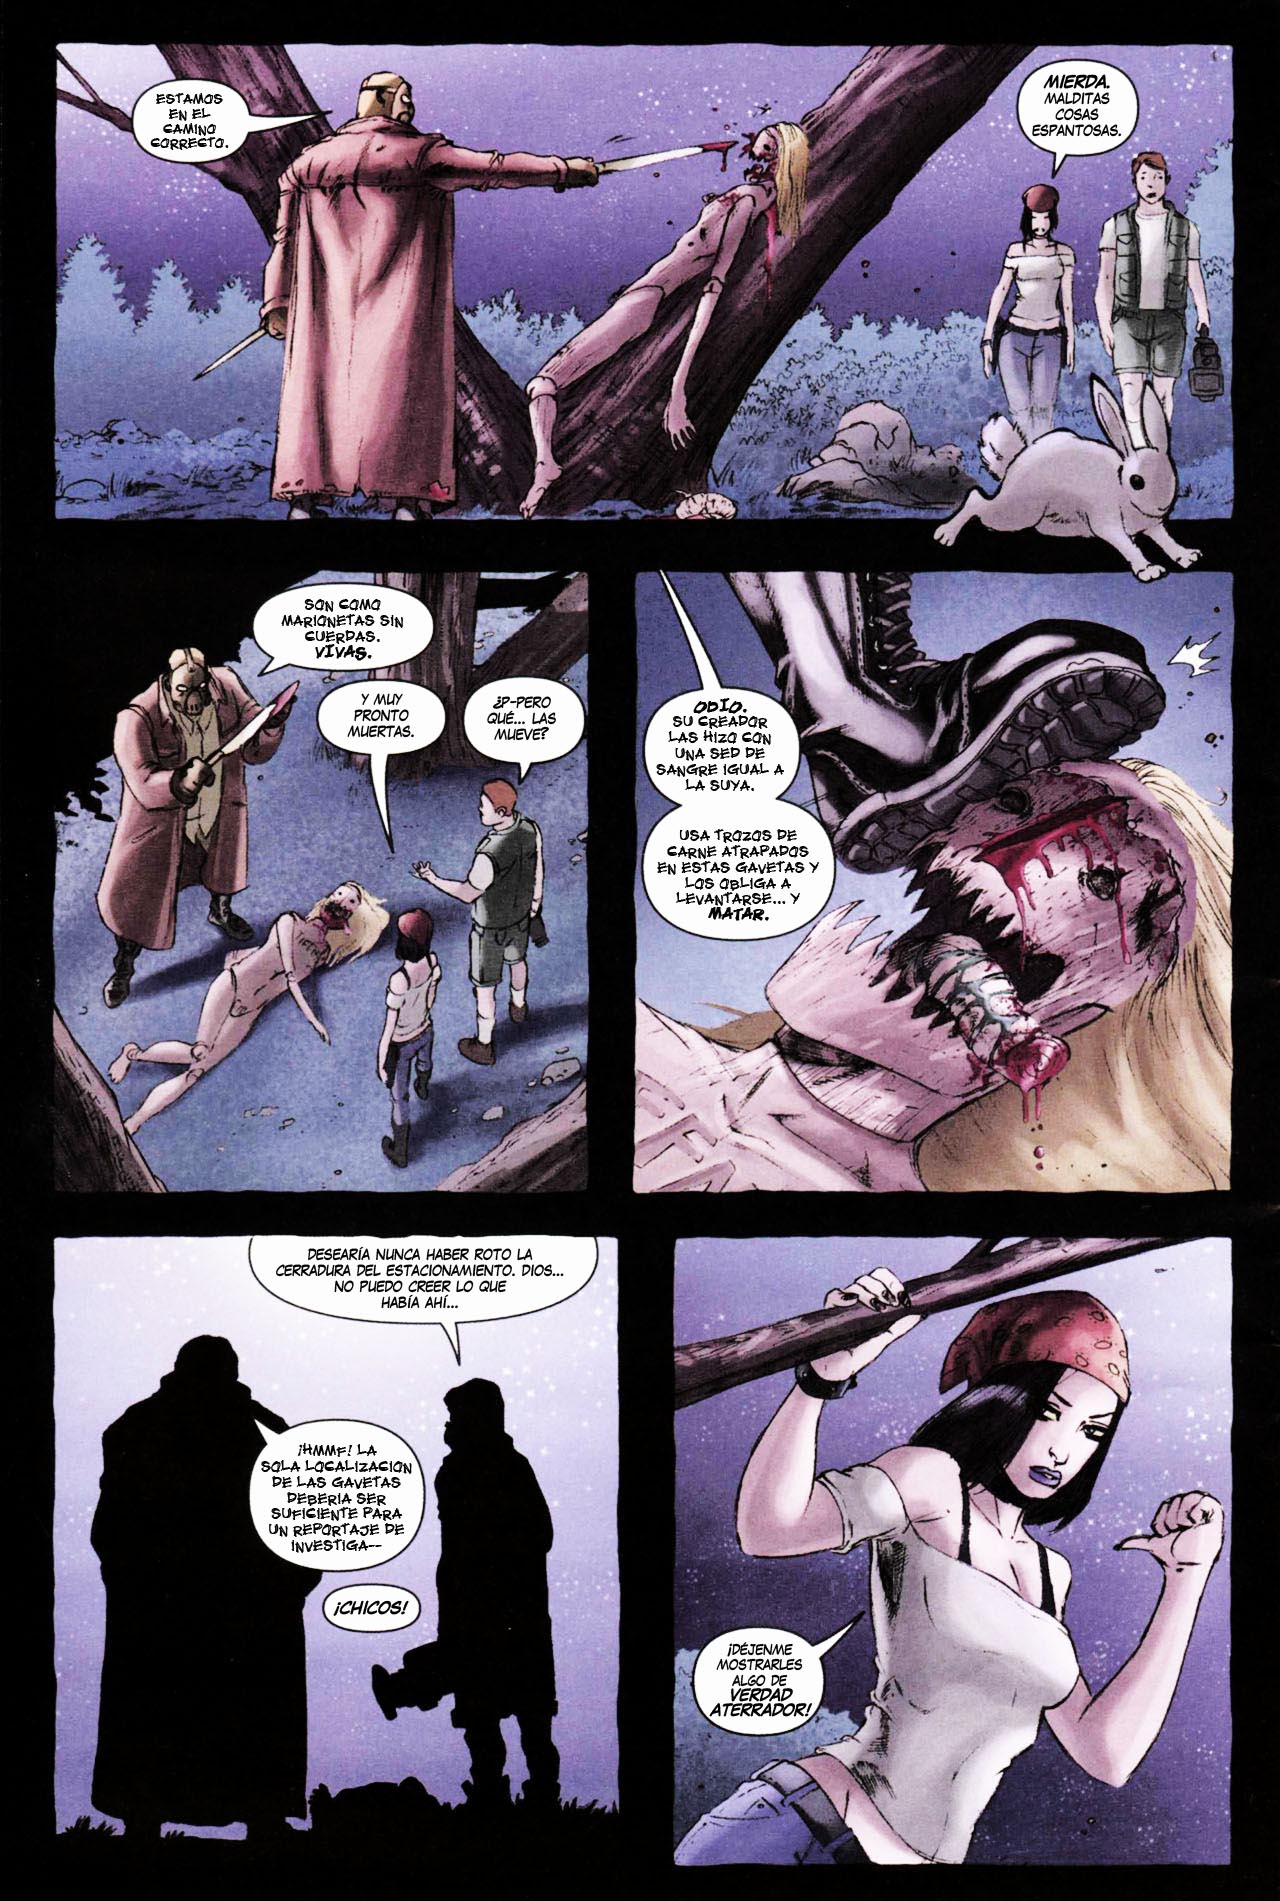 ESTAMOS
EN EL
CAMINO
CORRECTO.
MIERDA.
MALDITAS
COSAS
ESPANTOSAS.
SON COMO
MARIONETAS SIN
CUERDAS.
VIVAS.
Y MUY
PRONTO
MUERTAS.
¿P-PERO
QUÉ... LAS
MUEVE?
ODIO.
SU CREADOR
LAS HIZO CON
UNA SED DE
SANGRE IGUAL A
LA SUYA.
USA TROZOS DE
CARNE ATRAPADOS
EN ESTAS GAVETAS Y
LOS OBLIGA A
LEVANTARSE... Y
MATAR.
DESEARÍA NUNCA HABER ROTO LA
CERRADURA DEL ESTACIONAMIENTO. DIOS...
NO PUEDO CREER LO QUE
HABÍA AHÍ...
¡HMMF! LA
SOLA LOCALIZACION
DE LAS GAVETAS
DEBERIA SER
SUFICIENTE PARA
UN REPORTAJE DE
INVESTIGA--
¡CHICOS!
¡DÉJENME
MOSTRARLES
ALGO DE
VERDAD
ATERRADOR!